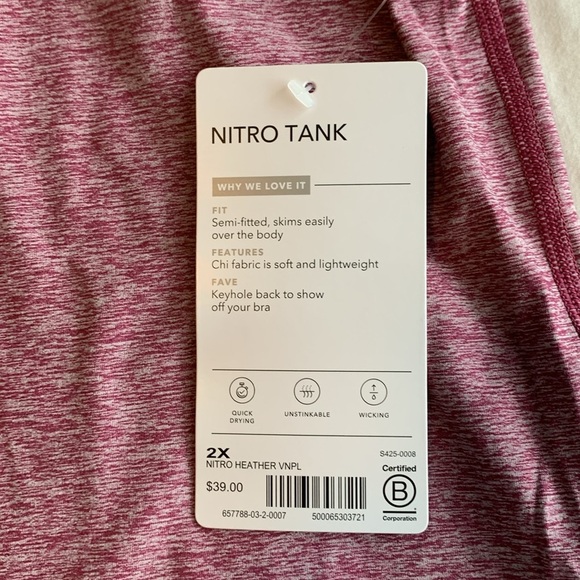 NITRO TANK
WHY WE LOVE IT
FIT
Semi-fitted, skims easily
over the body
FEATURES
Chi fabric is soft and lightweight
FAVE
Keyhole back to show
off your bra
QUICK
DRYING
UNSTINKABLE
WICKING
2X
S425-0008
NITRO HEATHER VNPL
$39.00
657788-03-2-0007
500065303721
Certified
B
Corporation